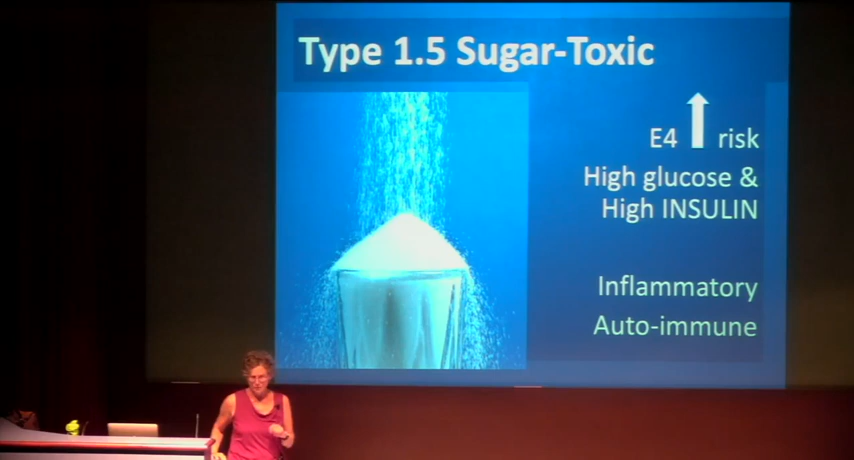 Type 1.5 Sugar-Toxic
E4 risk
High glucose &
High INSULIN
Inflammatory
Auto-immune